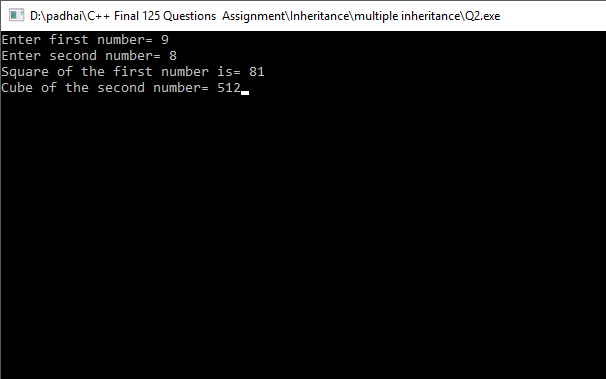 D:\padhai\C++ Final 125 Questions  Assignment\Inheritance\multiple inheritance\Q2.exe
Enter first number= 9
Enter second number= 8
Square of the first number is= 81
Cube of the second number= 512